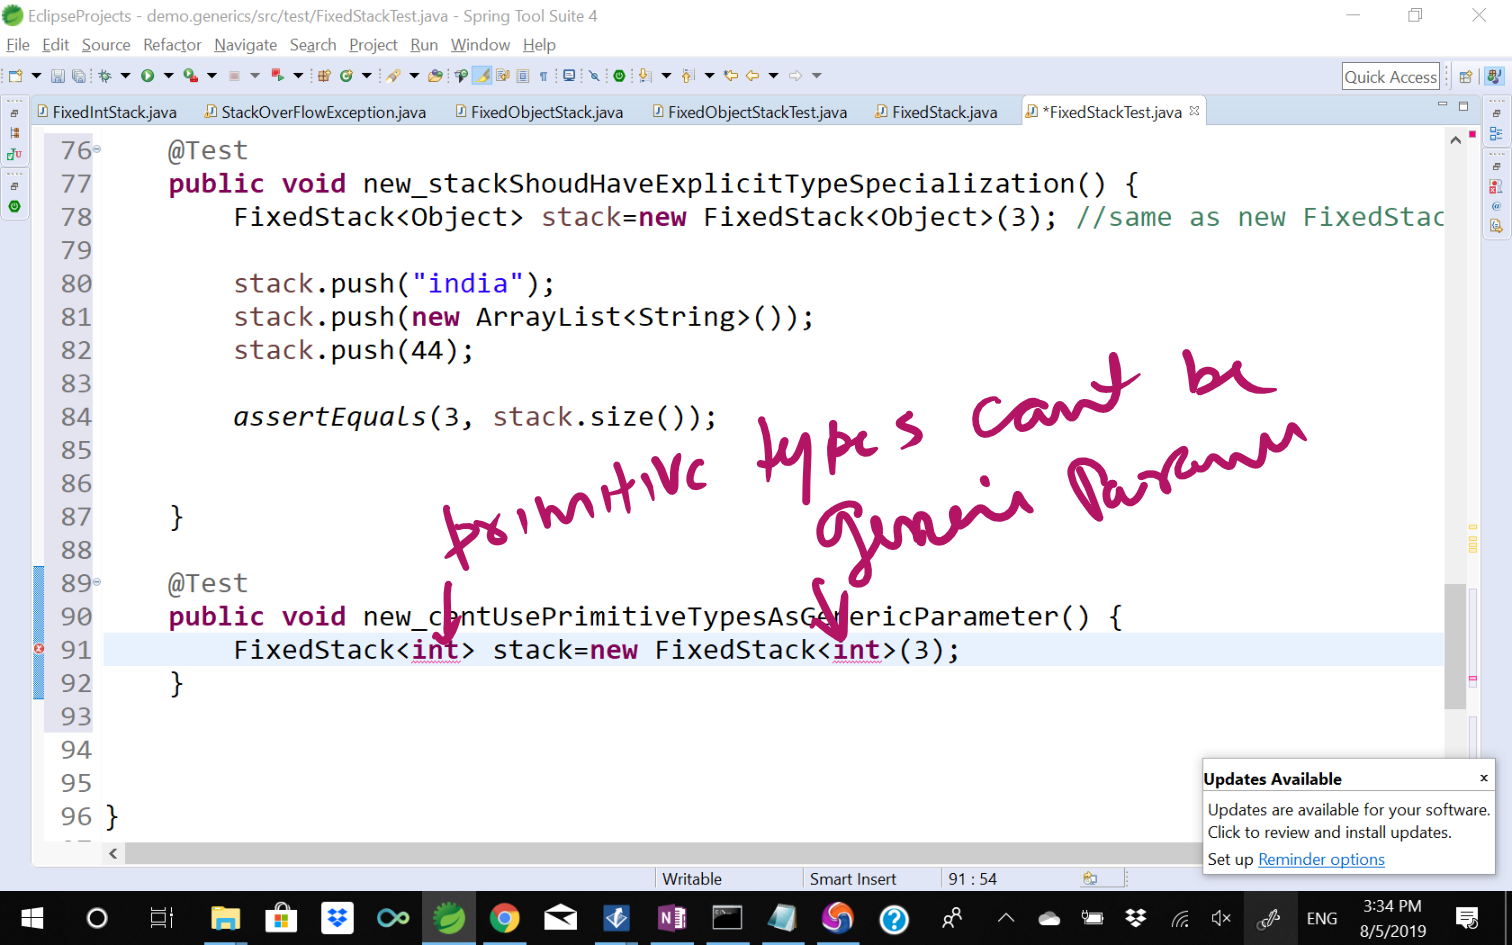 EclipseProjects - demo.generics/src/test/FixedStackTest.java - Spring Tool Suite 4
File Edit Source Refactor Navigate Search Project Run Window Help
Quick Access
FixedIntStack.java StackOverFlowException.java FixedObjectStack.java FixedObjectStackTest.java FixedStack.java *FixedStackTest.java
76 @Test
77 public void new_stackShoudHaveExplicitTypeSpecialization() {
78 FixedStack<Object> stack=new FixedStack<Object>(3); //same as new FixedStac
79
80 stack.push("india");
81 stack.push(new ArrayList<String>());
82 stack.push(44);
83
84 assertEquals(3, stack.size());
85
86
87 }
88
primitive types cant be
Generic Param
89 @Test
90 public void new_cantUsePrimitiveTypesAsGenericParameter() {
91 FixedStack<int> stack=new FixedStack<int>(3);
92 }
93
94
95
96 }
Updates Available
Updates are available for your software.
Click to review and install updates.
Set up Reminder options
Writable Smart Insert 91 : 54
ENG
3:34 PM
8/5/2019